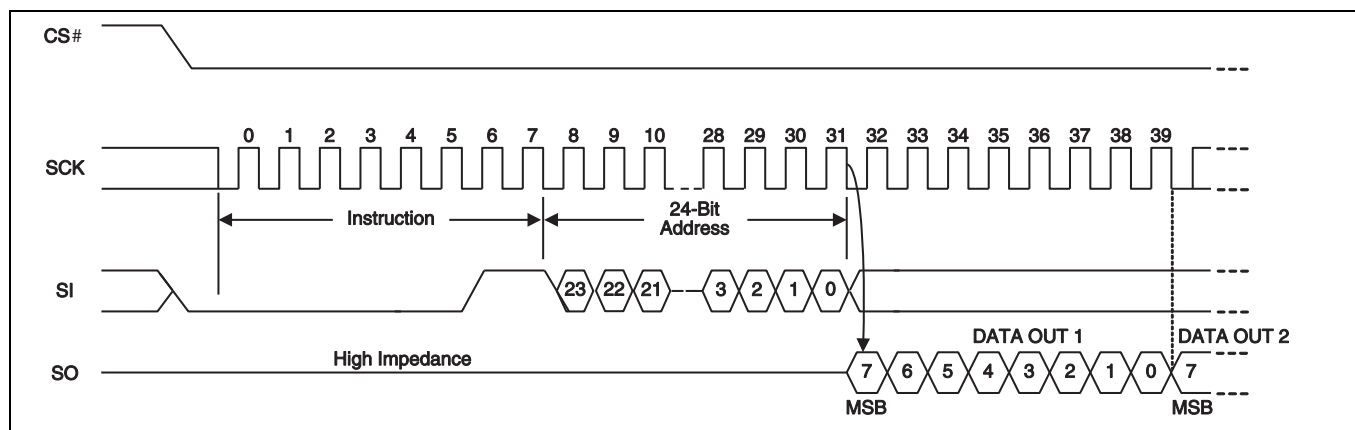 CS#
0 1 2 3 4 5 6 7 8 9 10 28 29 30 31 32 33 34 35 36 37 38 39
SCK
Instruction
24-Bit
Address
SI
23 22 21 3 2 1 0
DATA OUT 1
DATA OUT 2
High Impedance
SO
7 6 5 4 3 2 1 0 7
MSB
MSB